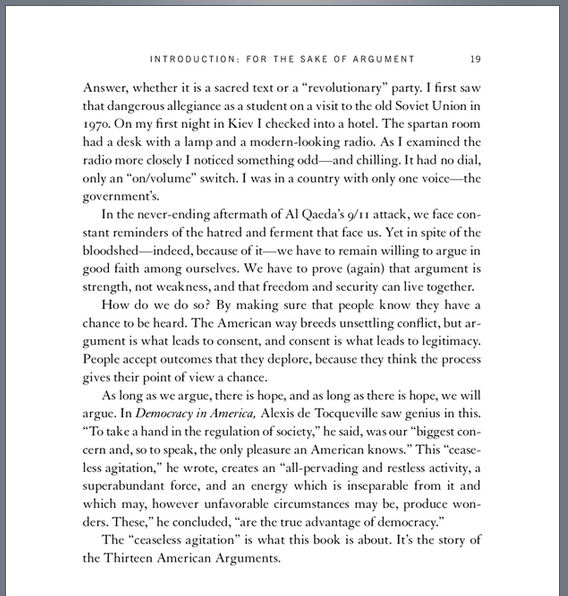 INTRODUCTION: FOR THE SAKE OF ARGUMENT 19
Answer, whether it is a sacred text or a “revolutionary” party. I first saw
that dangerous allegiance as a student on a visit to the old Soviet Union in
1970. On my first night in Kiev I checked into a hotel. The spartan room
had a desk with a lamp and a modern-looking radio. As I examined the
radio more closely I noticed something odd—and chilling. It had no dial,
only an “on/volume” switch. I was in a country with only one voice—the
government’s.
In the never-ending aftermath of Al Qaeda’s 9/11 attack, we face con-
stant reminders of the hatred and ferment that face us. Yet in spite of the
bloodshed—indeed, because of it—we have to remain willing to argue in
good faith among ourselves. We have to prove (again) that argument is
strength, not weakness, and that freedom and security can live together.
How do we do so? By making sure that people know they have a
chance to be heard. The American way breeds unsettling conflict, but ar-
gument is what leads to consent, and consent is what leads to legitimacy.
People accept outcomes that they deplore, because they think the process
gives their point of view a chance.
As long as we argue, there is hope, and as long as there is hope, we will
argue. In Democracy in America, Alexis de Tocqueville saw genius in this.
“To take a hand in the regulation of society,” he said, was our “biggest con-
cern and, so to speak, the only pleasure an American knows.” This “cease-
less agitation,” he wrote, creates an “all-pervading and restless activity, a
superabundant force, and an energy which is inseparable from it and
which may, however unfavorable circumstances may be, produce won-
ders. These,” he concluded, “are the true advantage of democracy.”
The “ceaseless agitation” is what this book is about. It’s the story of
the Thirteen American Arguments.